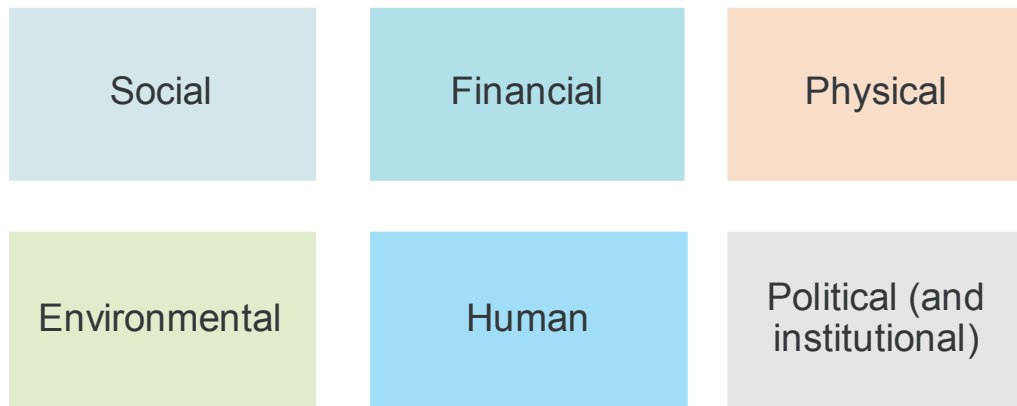 Social
Financial
Physical
Environmental
Human
Political (and
institutional)